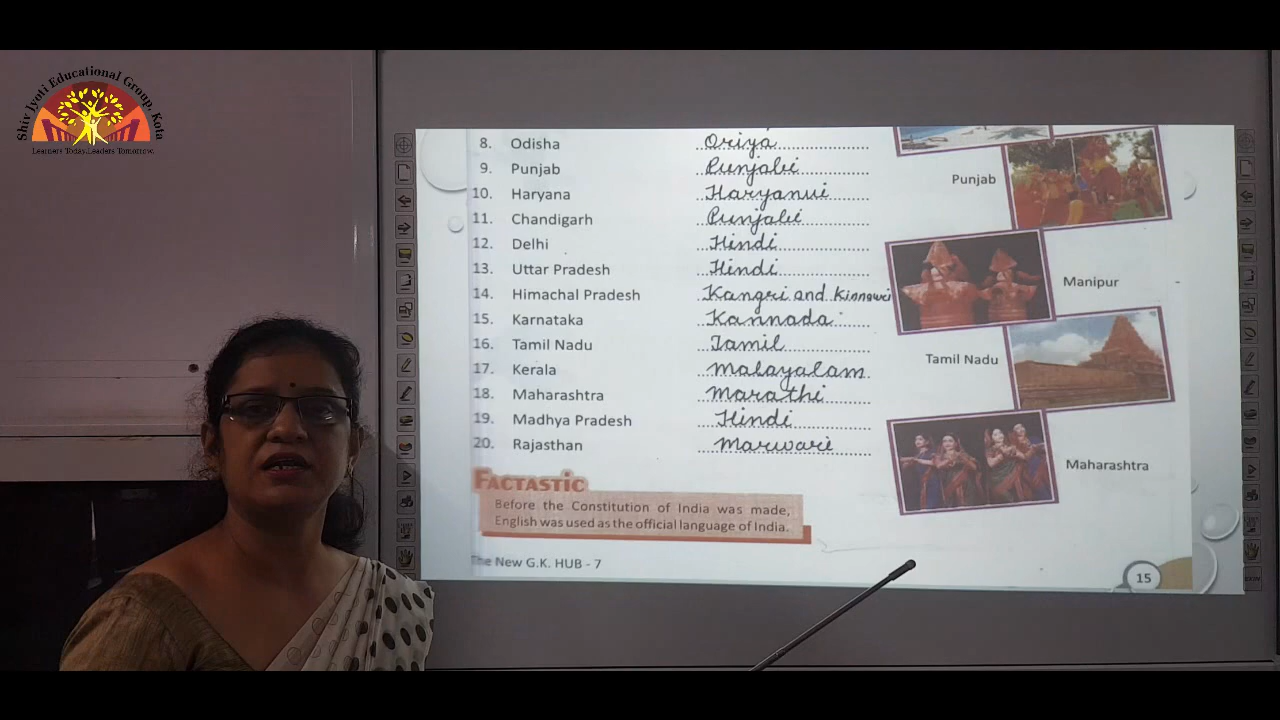 Shiv Jyoti Educational Group, Kota
Learners Today.Leaders Tomorrow.
8. Odisha Oriya
9. Punjab Punjabi
10. Haryana Haryanvi
11. Chandigarh Punjabi
12. Delhi Hindi
13. Uttar Pradesh Hindi
14. Himachal Pradesh Kangri and Kinnowri
15. Karnataka Kannada
16. Tamil Nadu Tamil
17. Kerala Malayalam
18. Maharashtra Marathi
19. Madhya Pradesh Hindi
20. Rajasthan Marwari
Punjab
Manipur
Tamil Nadu
Maharashtra
FACTASTIC
Before the Constitution of India was made,
English was used as the official language of India.
The New G.K. HUB - 7
15